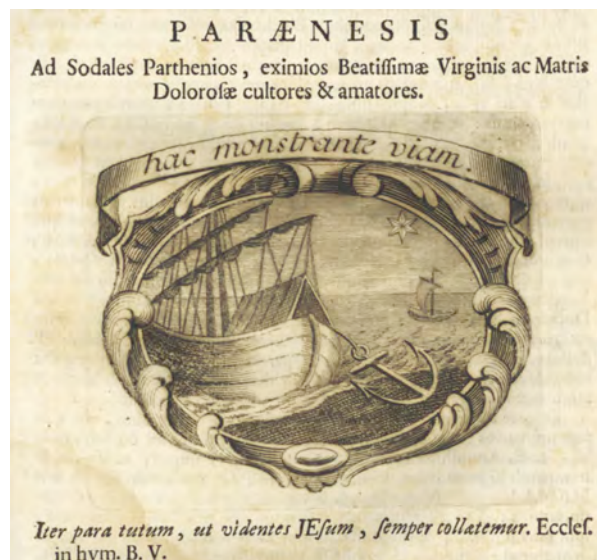 PARÆNESIS
Ad Sodales Parthenios, eximios Beatiſſimæ Virginis ac Matris
Doloroſæ cultores & amatores.
hac monstrante viam.
Iter para tutum, ut videntes JEſum, ſemper collætemur. Eccleſ.
in hym. B. V.